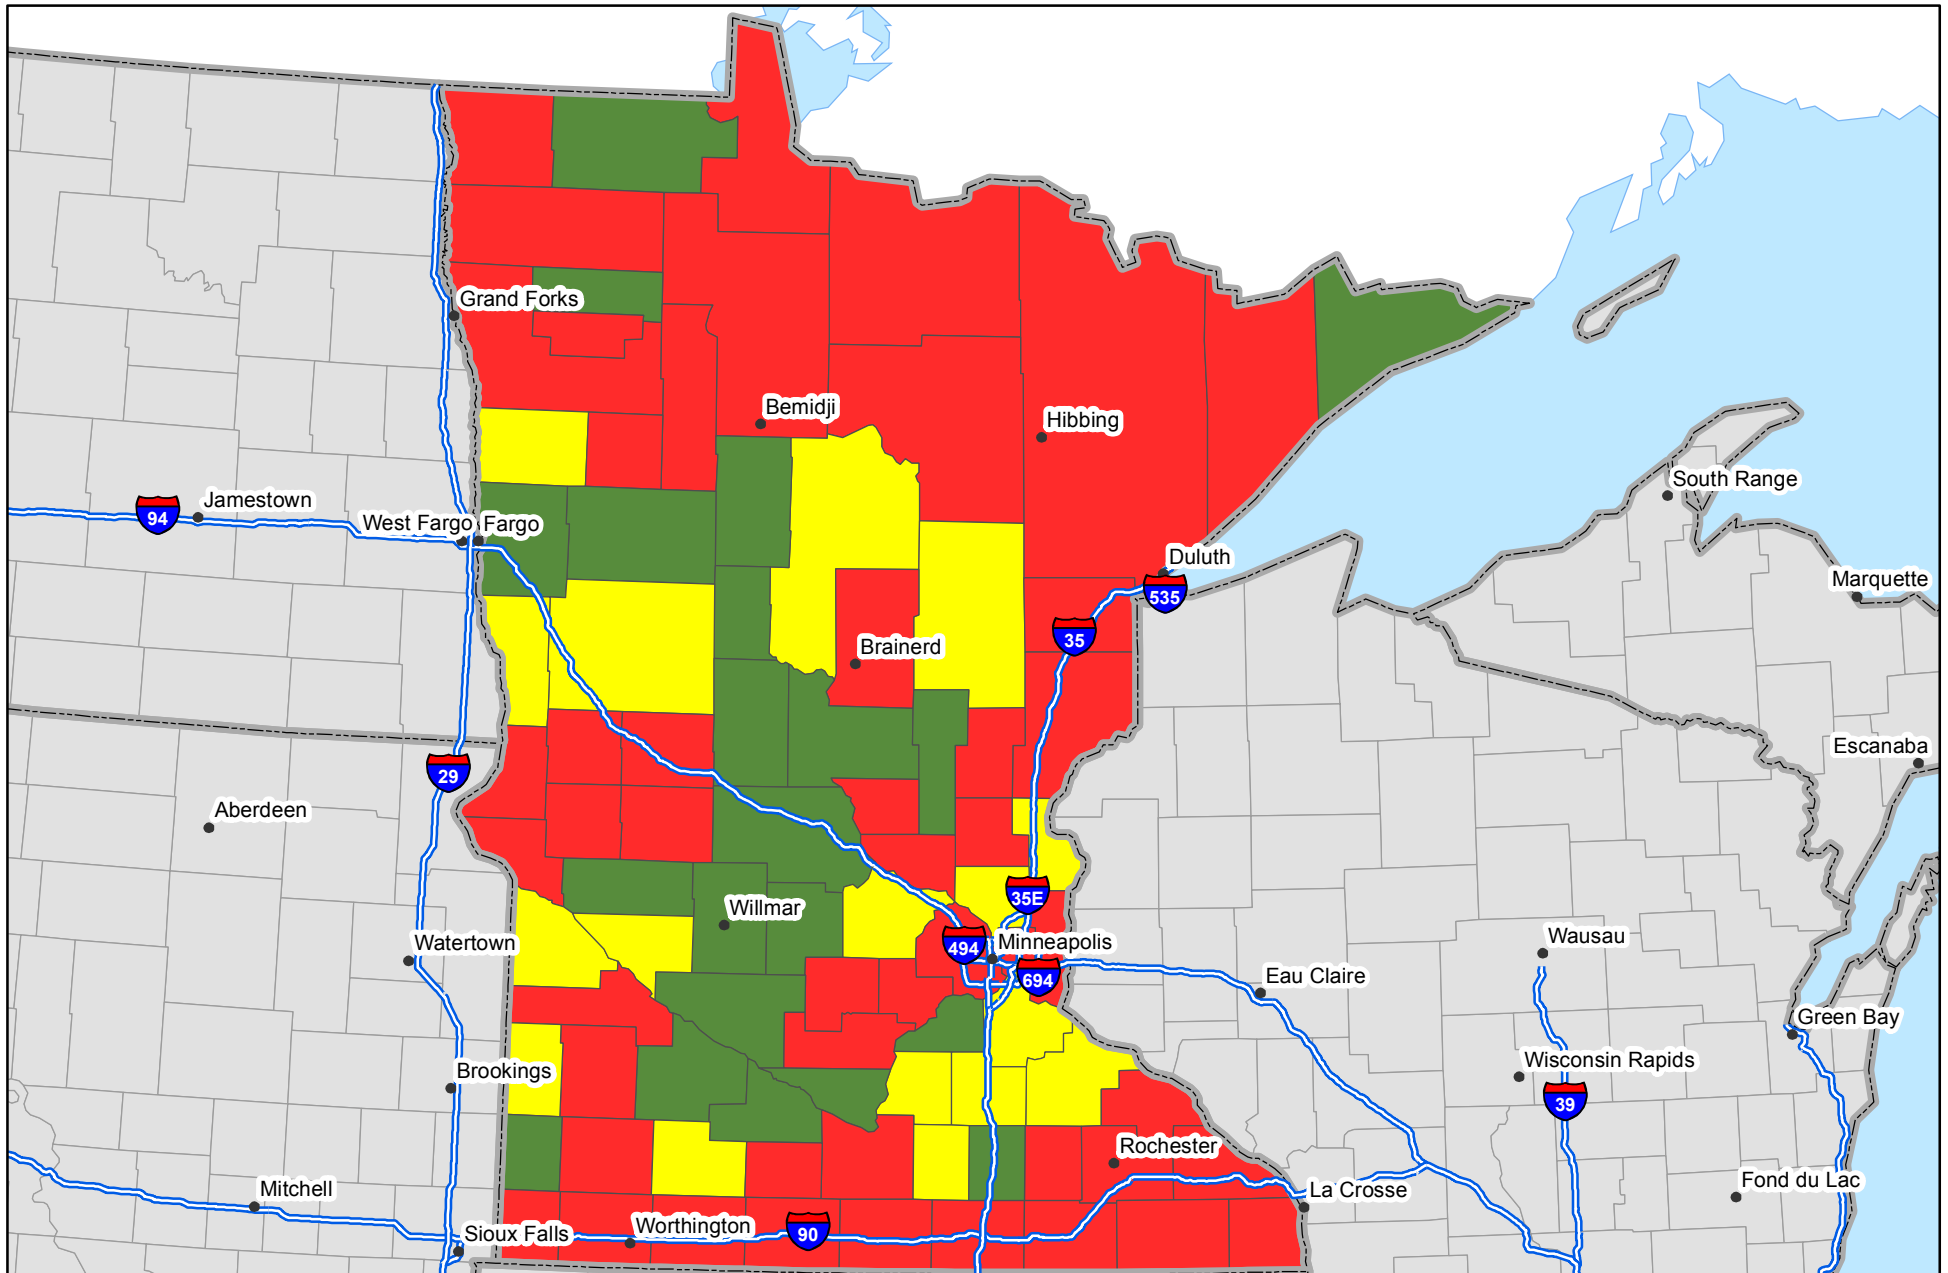 Grand Forks
Bemidji
Hibbing
South Range
94
Jamestown
West Fargo
Fargo
Duluth
535
Marquette
35
Brainerd
29
Escanaba
Aberdeen
35E
Willmar
Watertown
494
Minneapolis
694
Wausau
Eau Claire
Green Bay
Brookings
Wisconsin Rapids
39
Rochester
Mitchell
La Crosse
Fond du Lac
Sioux Falls
Worthington
90